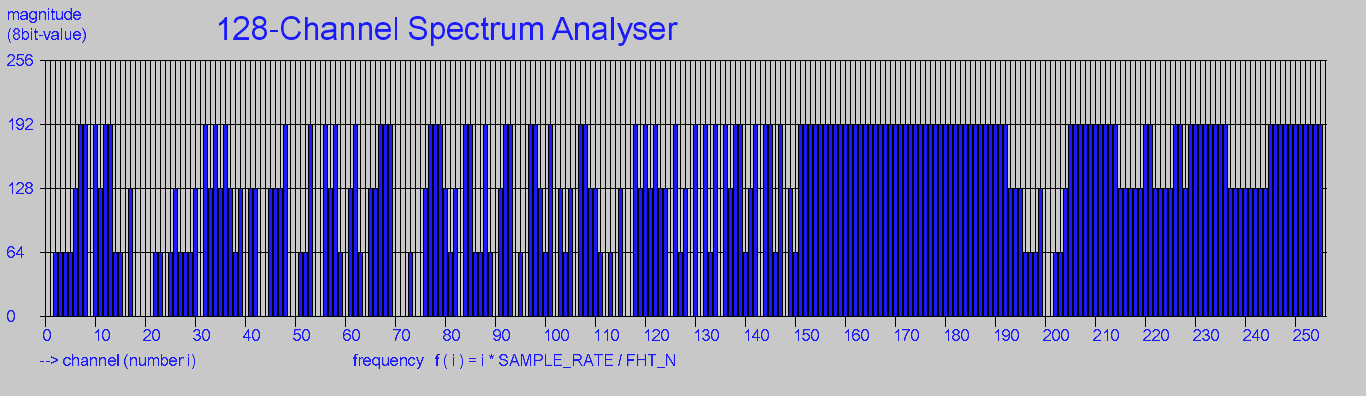 magnitude
(8bit-value)
128-Channel Spectrum Analyser
256
192
128
64
0
0 10 20 30 40 50 60 70 80 90 100 110 120 130 140 150 160 170 180 190 200 210 220 230 240 250
--> channel (number i)
frequency f ( i ) = i * SAMPLE_RATE / FHT_N